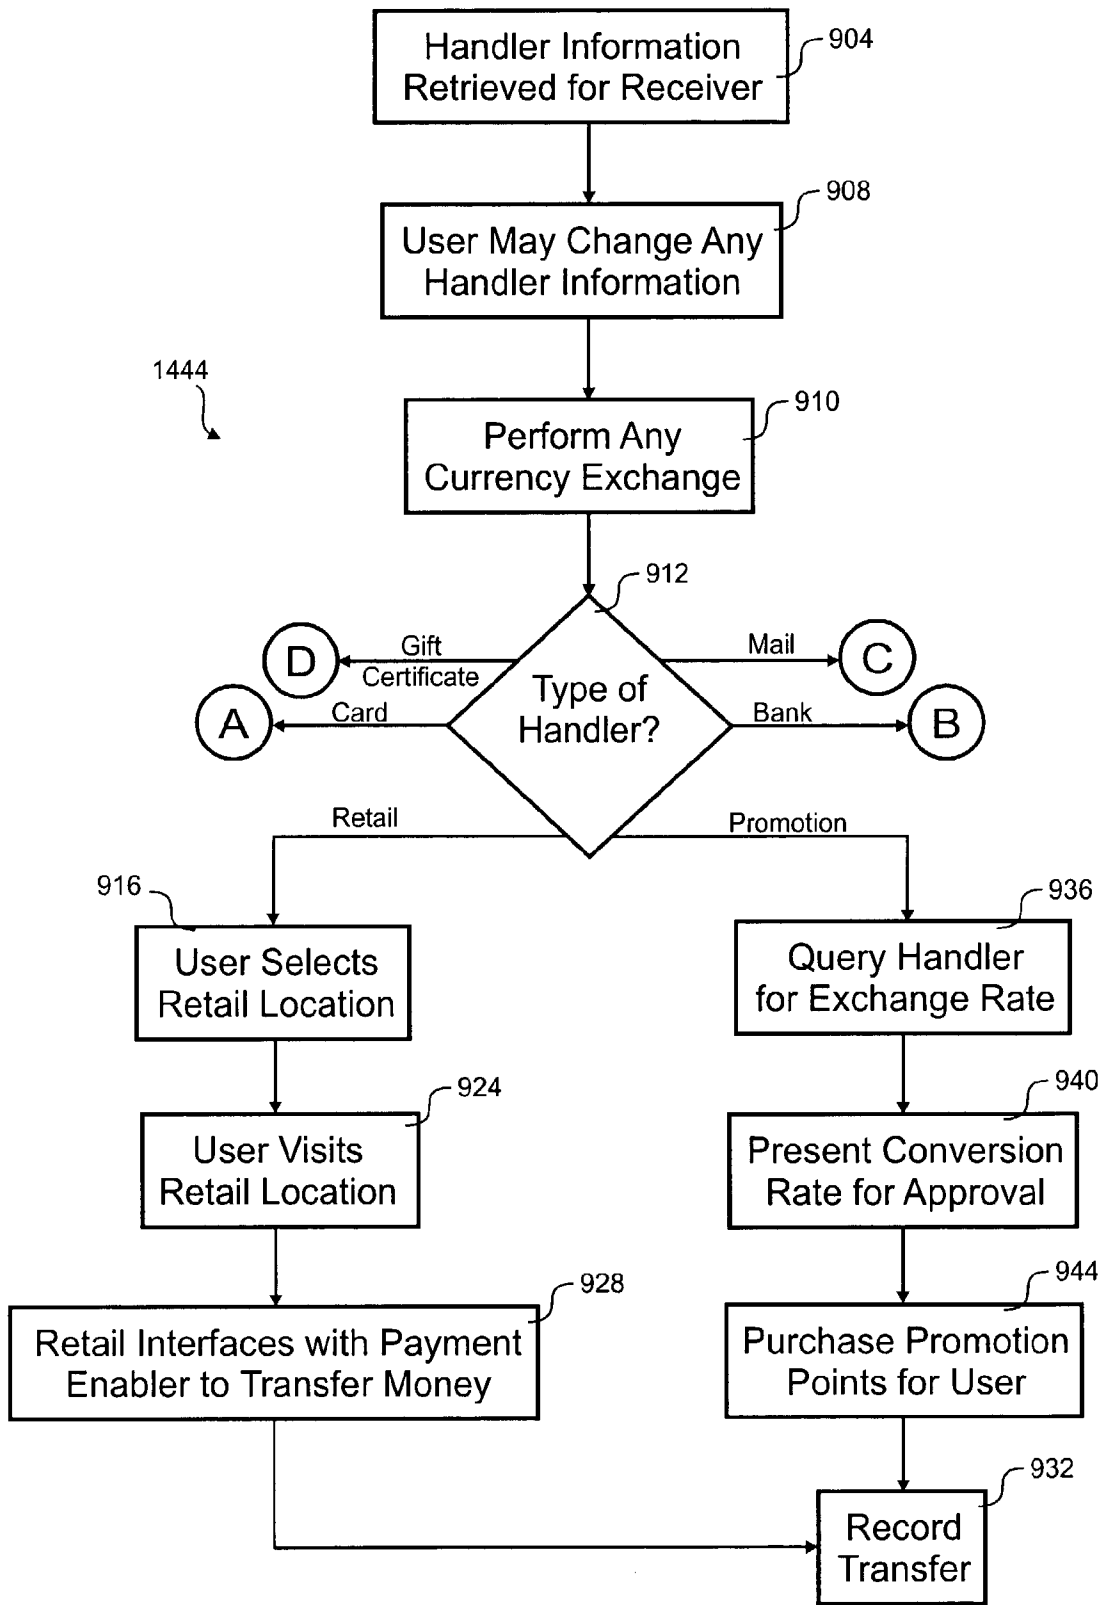 Handler Information
Retrieved for Receiver
904
User May Change Any
Handler Information
908
1444
Perform Any
Currency Exchange
910
912
Type of
Handler?
D
Gift
Certificate
Mail
C
A
Card
Bank
B
Retail
Promotion
916
User Selects
Retail Location
936
Query Handler
for Exchange Rate
924
User Visits
Retail Location
940
Present Conversion
Rate for Approval
928
Retail Interfaces with Payment
Enabler to Transfer Money
944
Purchase Promotion
Points for User
932
Record
Transfer